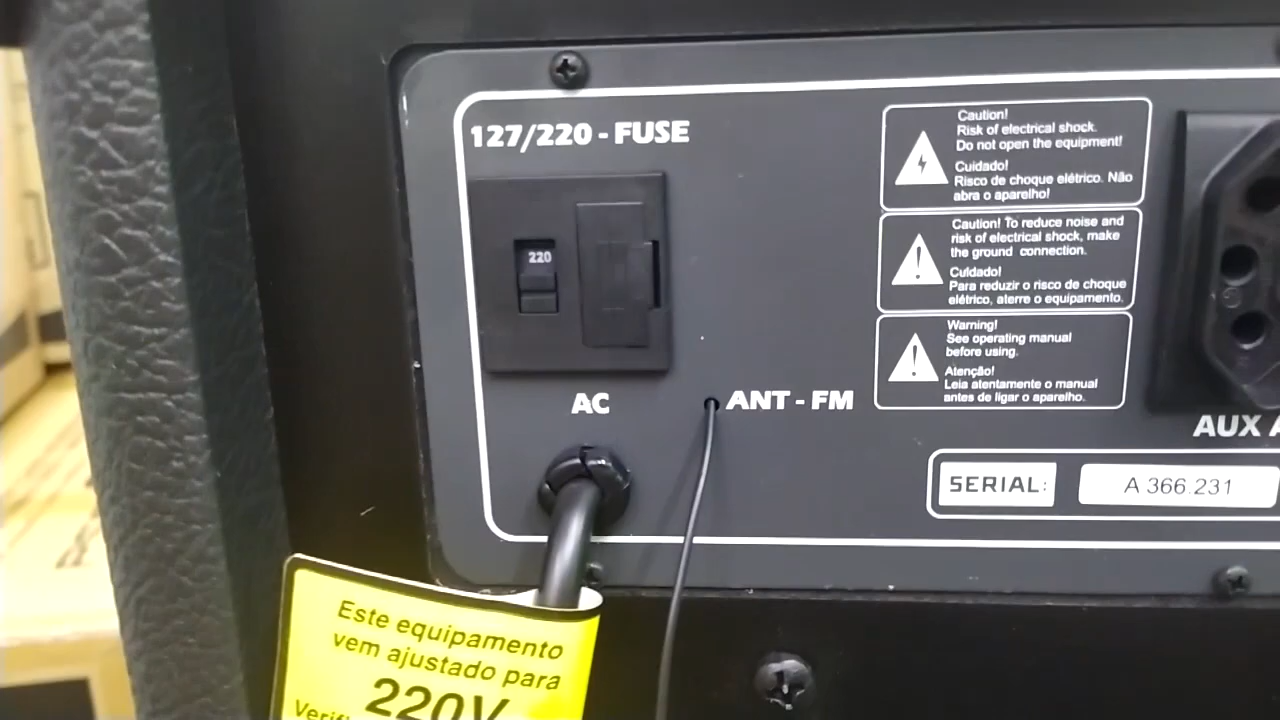 127/220 - FUSE
220
AC
ANT - FM
Caution!
Risk of electrical shock.
Do not open the equipment!
Cuidado!
Risco de choque elétrico. Não
abra o aparelho!
Caution! To reduce noise and
risk of electrical shock, make
the ground connection.
Cuidado!
Para reduzir o risco de choque
elétrico, aterre o equipamento.
Warning!
See operating manual
before using.
Atenção!
Leia atentamente o manual
antes de ligar o aparelho.
AUX
SERIAL:
A 366.231
Este equipamento
vem ajustado para
220V